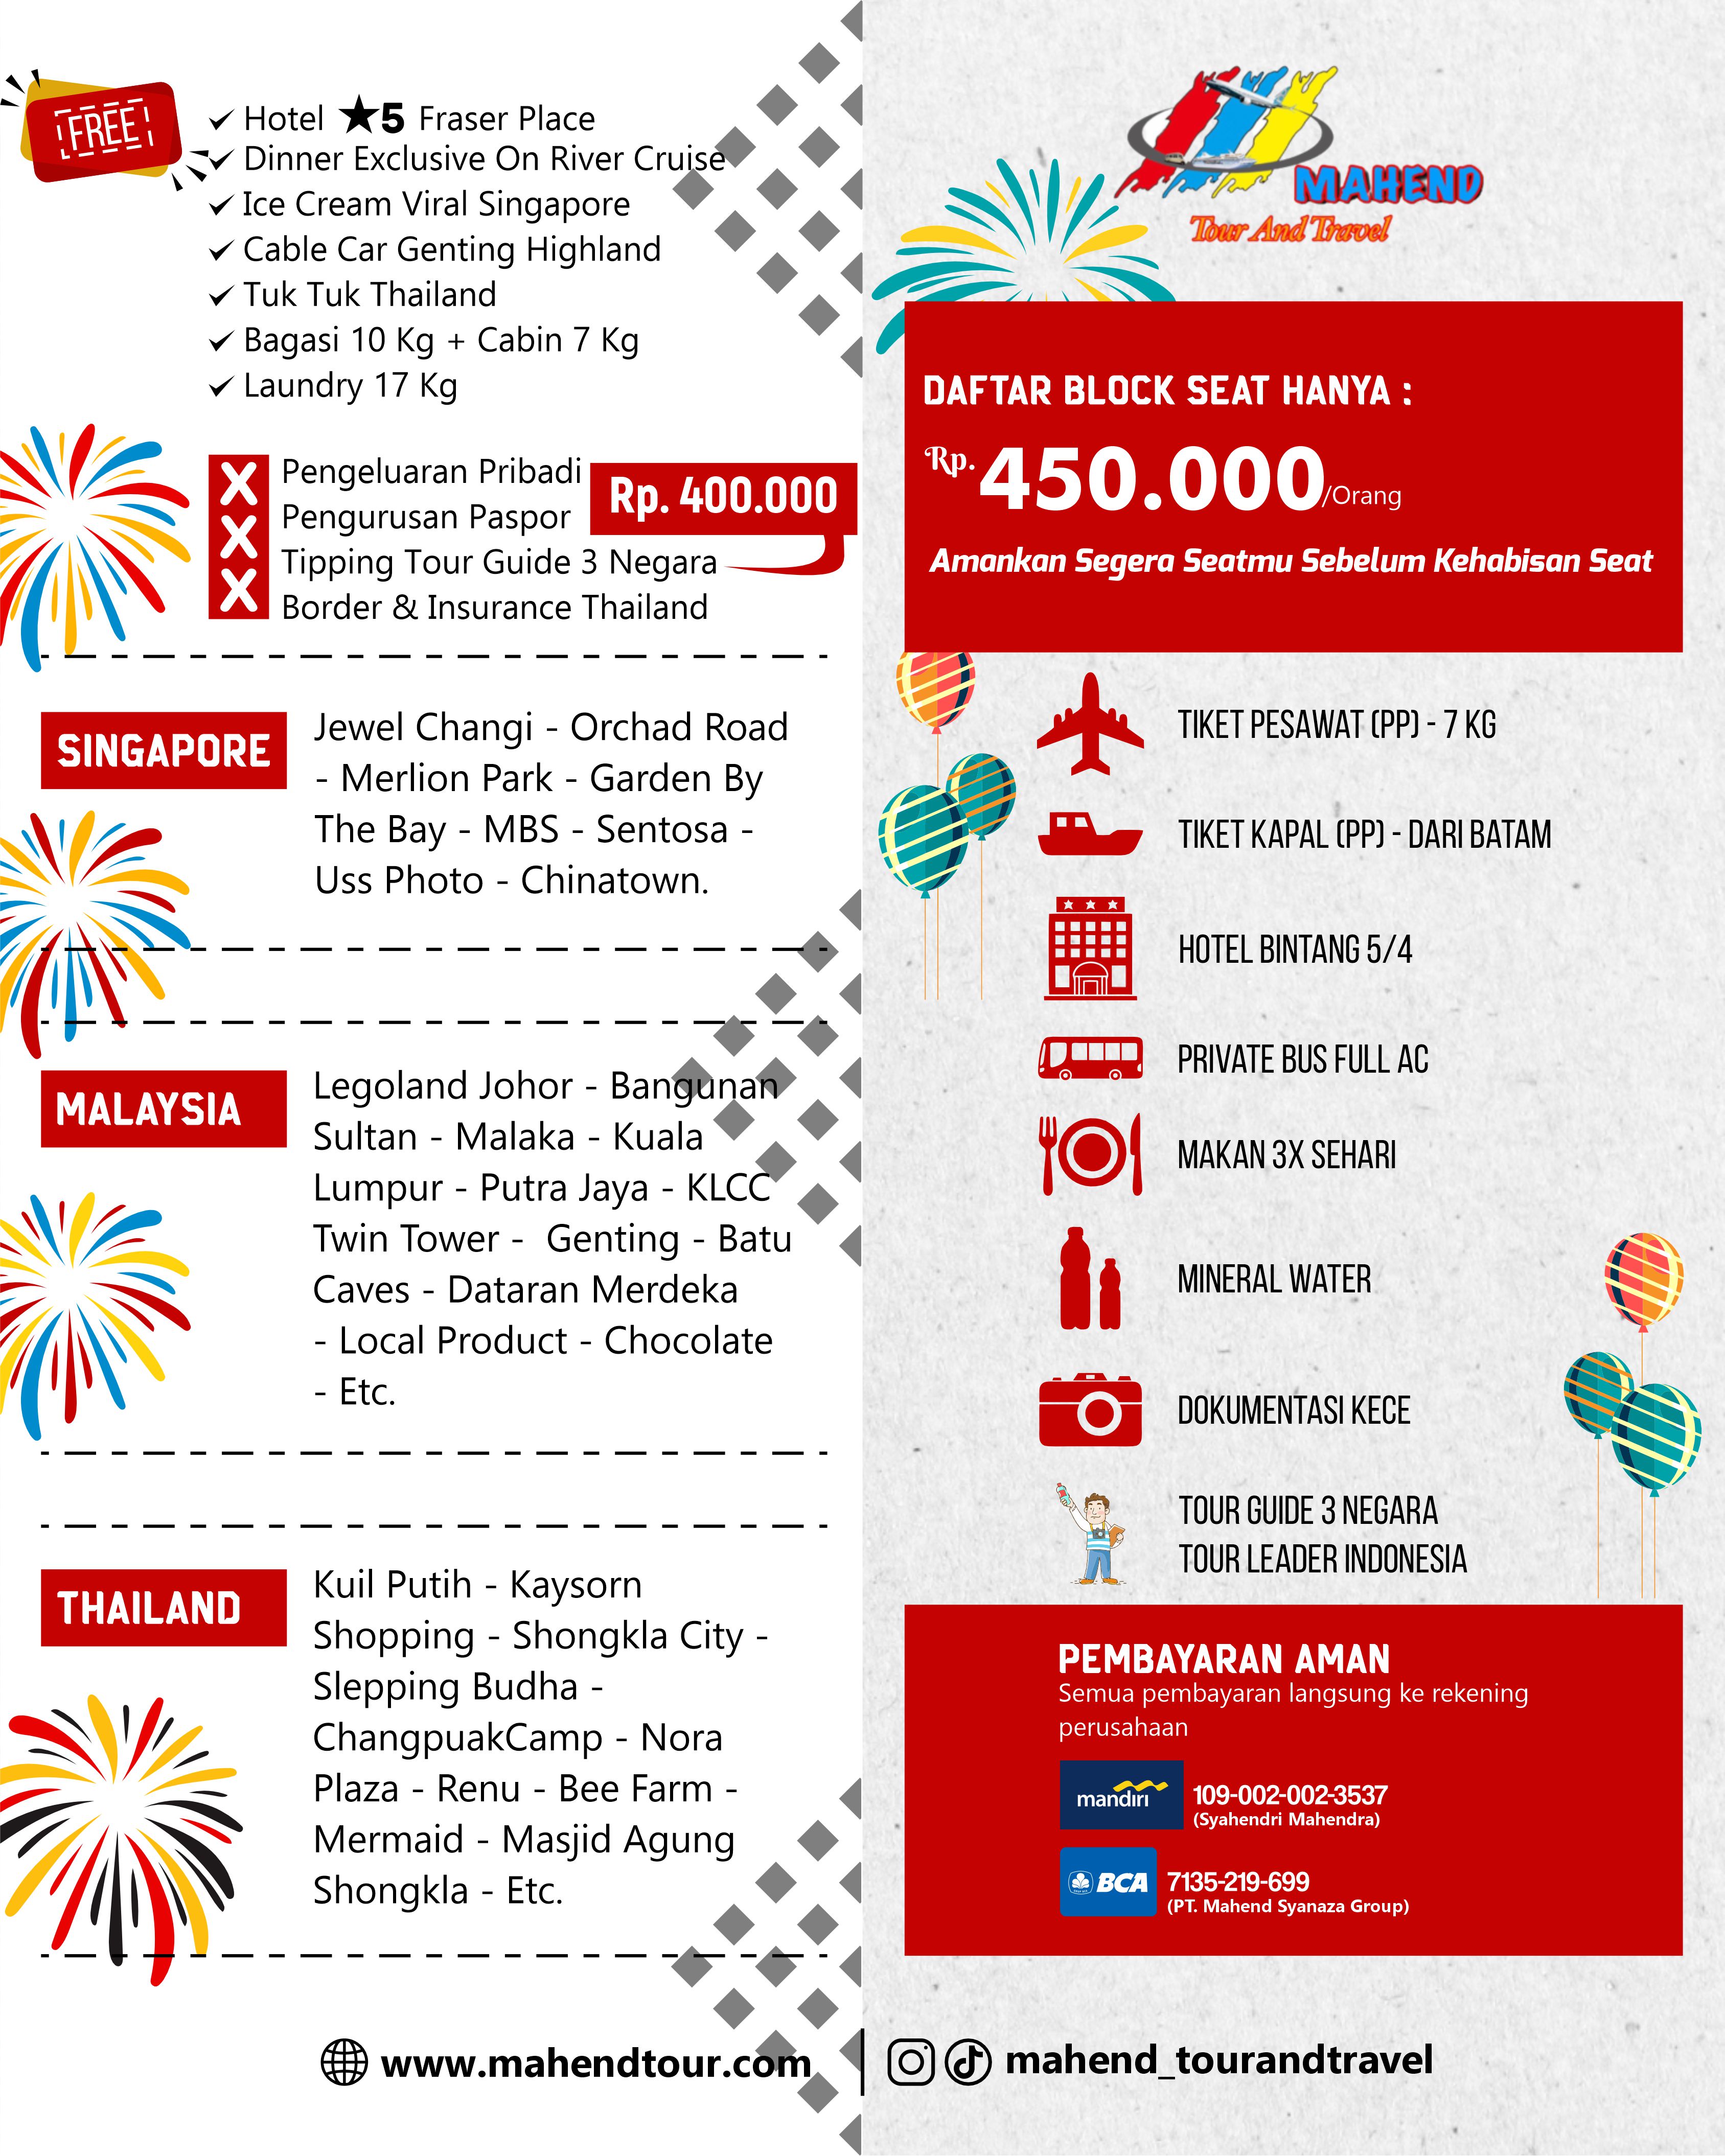 FREE
Hotel ★5 Fraser Place
Dinner Exclusive On River Cruise
Ice Cream Viral Singapore
Cable Car Genting Highland
Tuk Tuk Thailand
Bagasi 10 Kg + Cabin 7 Kg
Laundry 17 Kg
X Pengeluaran Pribadi
X Pengurusan Paspor
X Tipping Tour Guide 3 Negara
Border & Insurance Thailand
Rp. 400.000
SINGAPORE
Jewel Changi - Orchad Road
- Merlion Park - Garden By
The Bay - MBS - Sentosa -
Uss Photo - Chinatown.
MALAYSIA
Legoland Johor - Bangunan
Sultan - Malaka - Kuala
Lumpur - Putra Jaya - KLCC
Twin Tower - Genting - Batu
Caves - Dataran Merdeka
- Local Product - Chocolate
- Etc.
THAILAND
Kuil Putih - Kaysorn
Shopping - Shongkla City -
Slepping Budha -
ChangpuakCamp - Nora
Plaza - Renu - Bee Farm -
Mermaid - Masjid Agung
Shongkla - Etc.
www.mahendtour.com
MAHEND
Tour And Travel
DAFTAR BLOCK SEAT HANYA :
Rp. 450.000/Orang
Amankan Segera Seatmu Sebelum Kehabisan Seat
TIKET PESAWAT (PP) - 7 KG
TIKET KAPAL (PP) - DARI BATAM
HOTEL BINTANG 5/4
PRIVATE BUS FULL AC
MAKAN 3X SEHARI
MINERAL WATER
DOKUMENTASI KECE
TOUR GUIDE 3 NEGARA
TOUR LEADER INDONESIA
PEMBAYARAN AMAN
Semua pembayaran langsung ke rekening
perusahaan
mandiri 109-002-002-3537
(Syahendri Mahendra)
BCA 7135-219-699
(PT. Mahend Syanaza Group)
mahend_tourandtravel